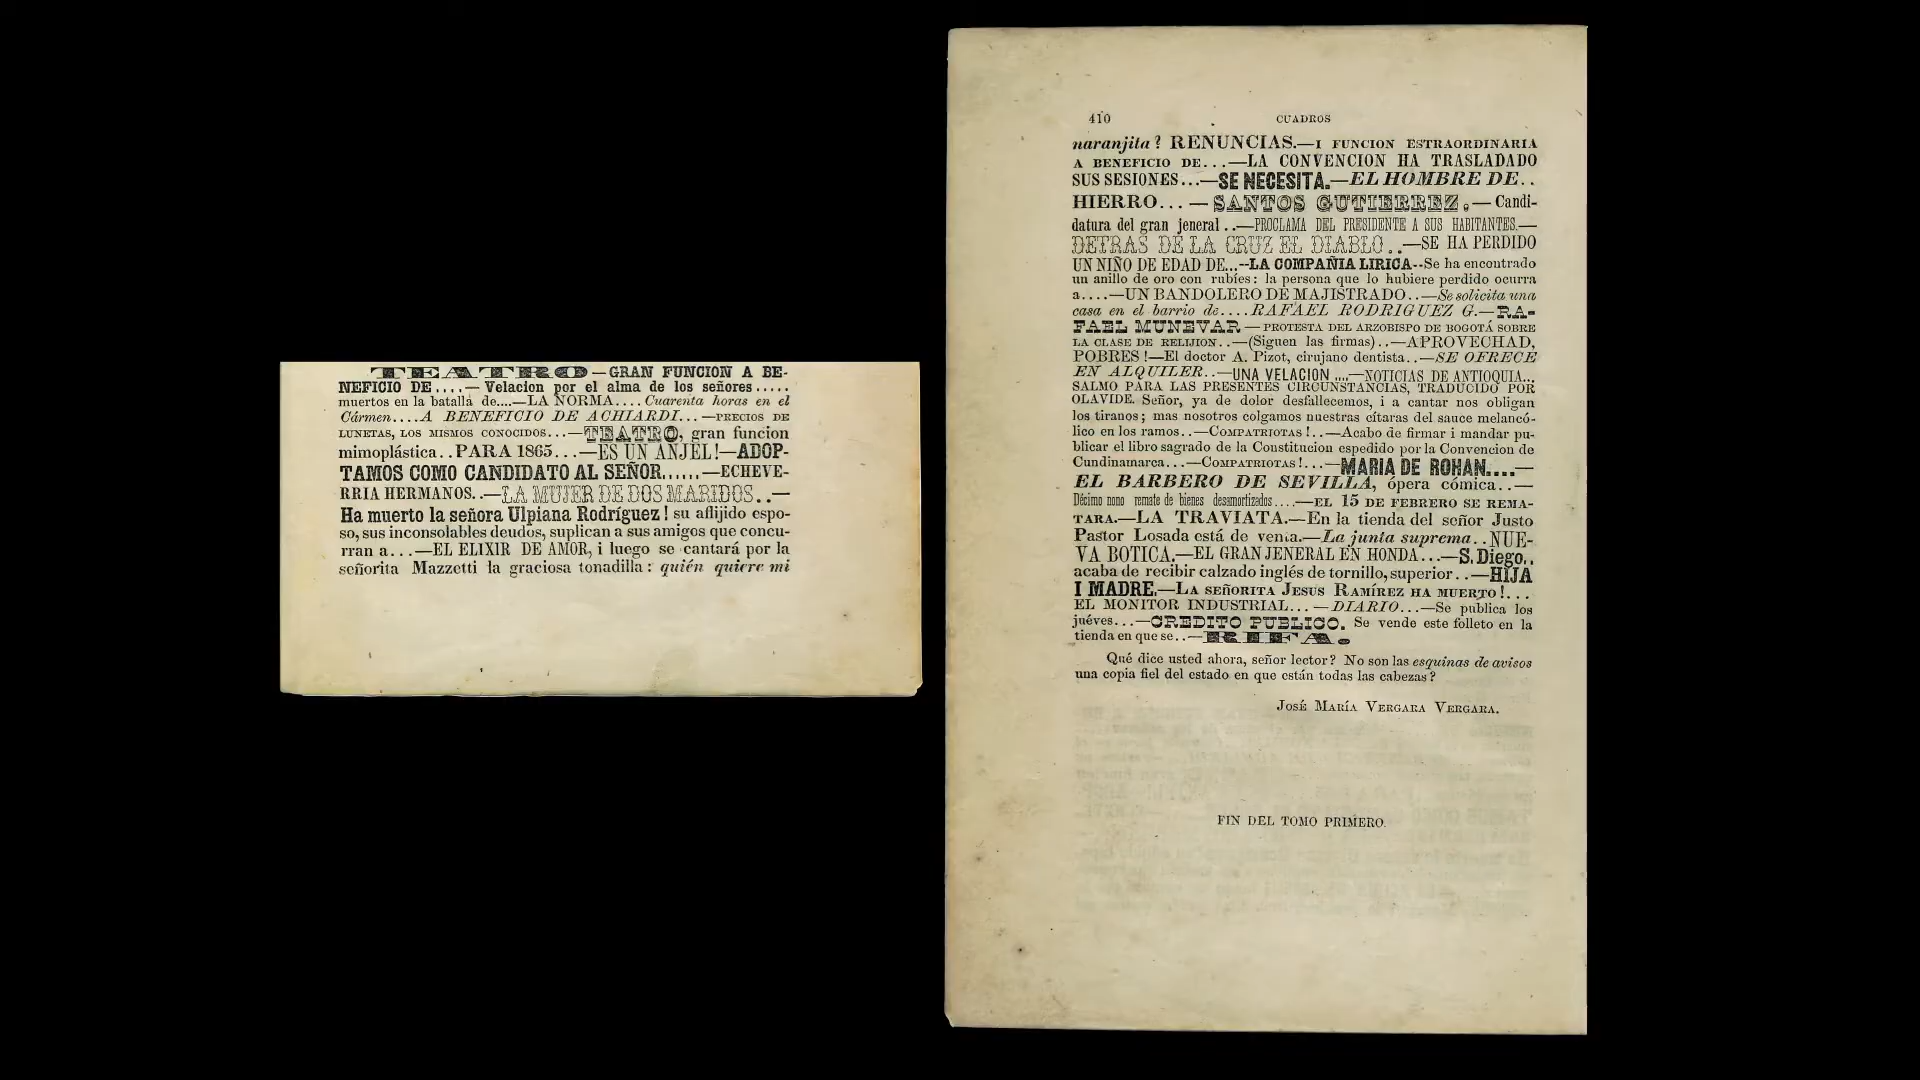 TEATRO—GRAN FUNCION A BE-
NEFICIO DE....— Velacion por el alma de los señores .....
muertos en la batalla de....—LA NORMA.... Cuarenta horas en el
Cármen....A BENEFICIO DE ACHIARDI...—PRECIOS DE
LUNETAS, LOS MISMOS CONOCIDOS...—TEATRO, gran funcion
mimoplástica..PARA 1865...—ES UN ANJEL!—ADOP-
TAMOS COMO CANDIDATO AL SEÑOR......—ECHEVE-
RRIA HERMANOS..—LA MUJER DE DOS MARIDOS..—
Ha muerto la señora Ulpiana Rodríguez! su aflijido espo-
so, sus inconsolables deudos, suplican a sus amigos que concu-
rran a...—EL ELIXIR DE AMOR, i luego se cantará por la
señorita Mazzetti la graciosa tonadilla: quién quiere mi
410 CUADROS
naranjita? RENUNCIAS.—I FUNCION ESTRAORDINARIA
A BENEFICIO DE...—LA CONVENCION HA TRASLADADO
SUS SESIONES...—SE NECESITA.—EL HOMBRE DE..
HIERRO...—SANTOS GUTIERREZ.—Candi-
datura del gran jeneral..—PROCLAMA DEL PRESIDENTE A SUS HABITANTES.—
DETRAS DE LA CRUZ EL DIABLO..—SE HA PERDIDO
UN NIÑO DE EDAD DE...--LA COMPAÑIA LIRICA--Se ha encontrado
un anillo de oro con rubíes: la persona que lo hubiere perdido ocurra
a....—UN BANDOLERO DE MAJISTRADO..—Se solicita una
casa en el barrio de....RAFAEL RODRIGUEZ G.—RA-
FAEL MUNEVAR—PROTESTA DEL ARZOBISPO DE BOGOTÁ SOBRE
LA CLASE DE RELIJION..—(Siguen las firmas)..—APROVECHAD,
POBRES!—El doctor A. Pizot, cirujano dentista..—SE OFRECE
EN ALQUILER..—UNA VELACION....—NOTICIAS DE ANTIOQUIA...
SALMO PARA LAS PRESENTES CIRCUNSTANCIAS, TRADUCIDO POR
OLAVIDE. Señor, ya de dolor desfallecemos, i a cantar nos obligan
los tiranos; mas nosotros colgamos nuestras cítaras del sauce melancó-
lico en los ramos..—COMPATRIOTAS!..—Acabo de firmar i mandar pu-
blicar el libro sagrado de la Constitucion espedido por la Convencion de
Cundinamarca...—COMPATRIOTAS!...—MARIA DE ROHAN....—
EL BARBERO DE SEVILLA, ópera cómica..—
Décimo nono remate de bienes desamortizados....—EL 15 DE FEBRERO SE REMA-
TARA.—LA TRAVIATA.—En la tienda del señor Justo
Pastor Losada está de venta.—La junta suprema..NUE-
VA BOTICA.—EL GRAN JENERAL EN HONDA...—S. Diego..
acaba de recibir calzado inglés de tornillo, superior..—HIJA
I MADRE.—LA SEÑORITA JESUS RAMÍREZ HA MUERTO!...
EL MONITOR INDUSTRIAL...—DIARIO...—Se publica los
juéves...—CREDITO PUBLICO. Se vende este folleto en la
tienda en que se..—RIFA.
Qué dice usted ahora, señor lector? No son las esquinas de avisos
una copia fiel del estado en que están todas las cabezas?
JOSÉ MARÍA VERGARA VERGARA.
FIN DEL TOMO PRIMERO.